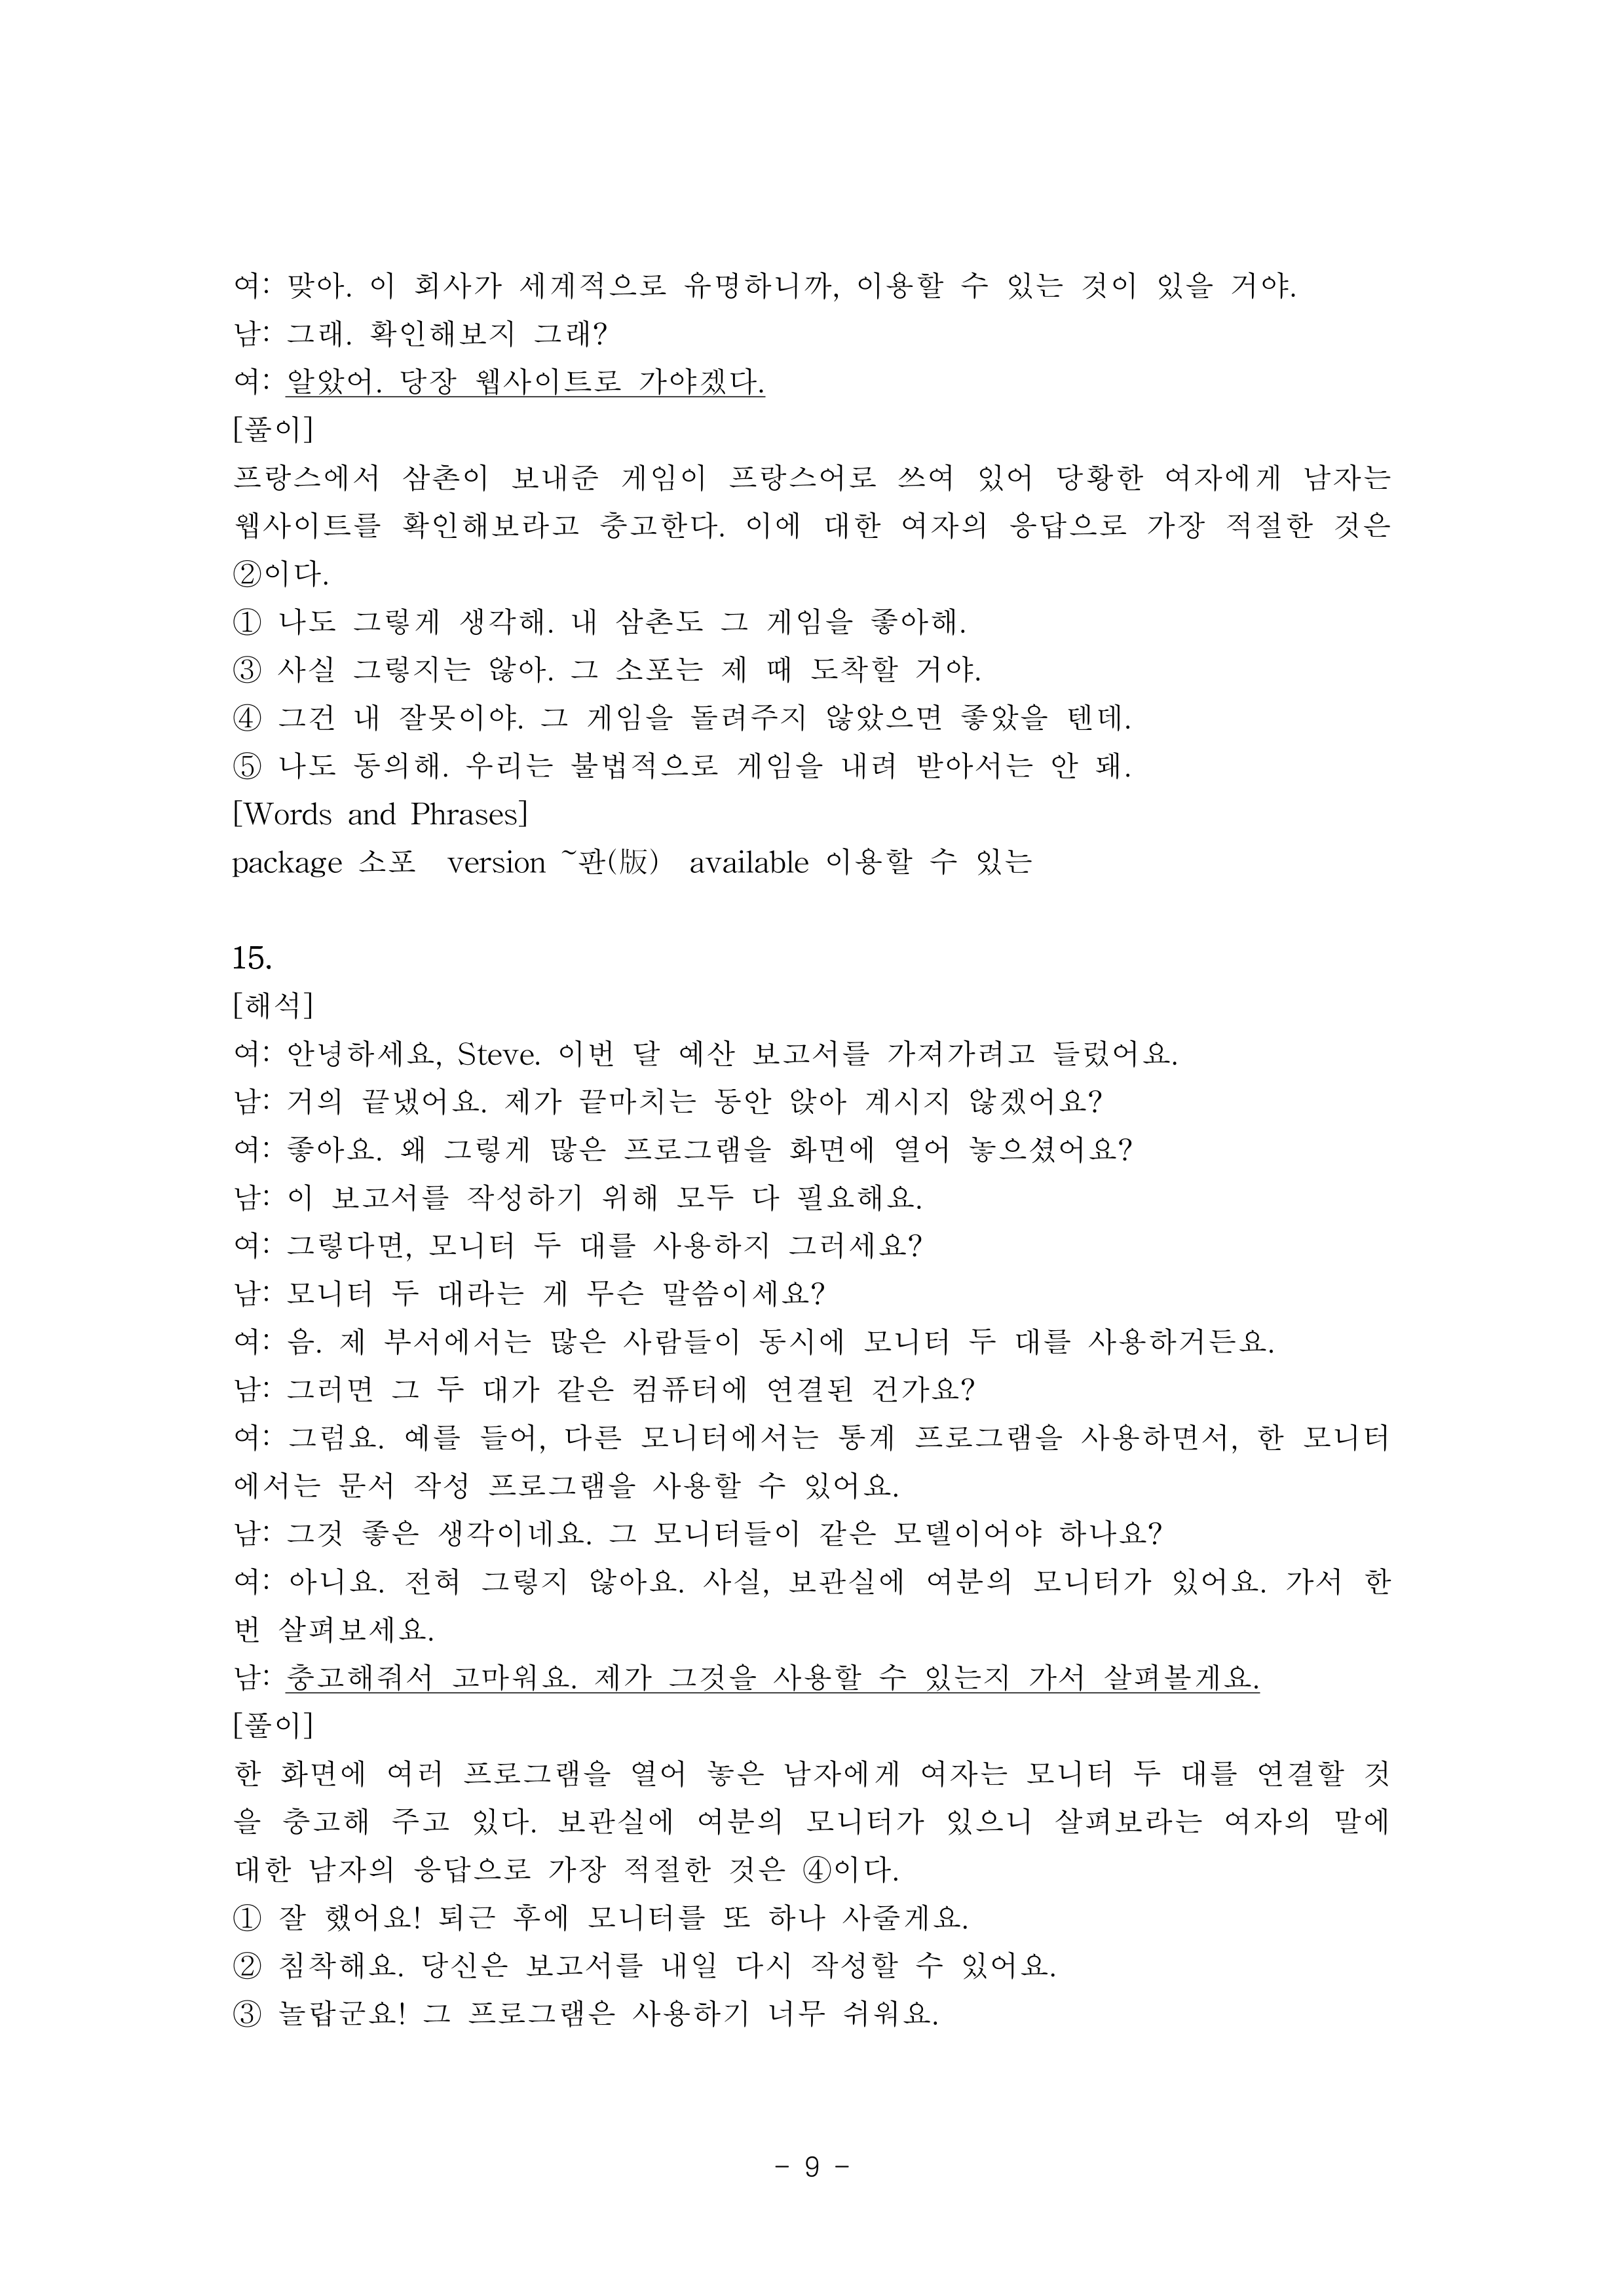 여: 맞아. 이 회사가 세계적으로 유명하니까, 이용할 수 있는 것이 있을 거야.
남: 그래. 확인해보지 그래?
여: 알았어. 당장 웹사이트로 가야겠다.
[풀이]
프랑스에서 삼촌이 보내준 게임이 프랑스어로 쓰여 있어 당황한 여자에게 남자는
웹사이트를 확인해보라고 충고한다. 이에 대한 여자의 응답으로 가장 적절한 것은
②이다.
① 나도 그렇게 생각해. 내 삼촌도 그 게임을 좋아해.
③ 사실 그렇지는 않아. 그 소포는 제 때 도착할 거야.
④ 그건 내 잘못이야. 그 게임을 돌려주지 않았으면 좋았을 텐데.
⑤ 나도 동의해. 우리는 불법적으로 게임을 내려 받아서는 안 돼.
[Words and Phrases]
package 소포 version ~판(版) available 이용할 수 있는
15.
[해석]
여: 안녕하세요, Steve. 이번 달 예산 보고서를 가져가려고 들렀어요.
남: 거의 끝냈어요. 제가 끝마치는 동안 앉아 계시지 않겠어요?
여: 좋아요. 왜 그렇게 많은 프로그램을 화면에 열어 놓으셨어요?
남: 이 보고서를 작성하기 위해 모두 다 필요해요.
여: 그렇다면, 모니터 두 대를 사용하지 그러세요?
남: 모니터 두 대라는 게 무슨 말씀이세요?
여: 음. 제 부서에서는 많은 사람들이 동시에 모니터 두 대를 사용하거든요.
남: 그러면 그 두 대가 같은 컴퓨터에 연결된 건가요?
여: 그럼요. 예를 들어, 다른 모니터에서는 통계 프로그램을 사용하면서, 한 모니터
에서는 문서 작성 프로그램을 사용할 수 있어요.
남: 그것 좋은 생각이네요. 그 모니터들이 같은 모델이어야 하나요?
여: 아니요. 전혀 그렇지 않아요. 사실, 보관실에 여분의 모니터가 있어요. 가서 한
번 살펴보세요.
남: 충고해줘서 고마워요. 제가 그것을 사용할 수 있는지 가서 살펴볼게요.
[풀이]
한 화면에 여러 프로그램을 열어 놓은 남자에게 여자는 모니터 두 대를 연결할 것
을 충고해 주고 있다. 보관실에 여분의 모니터가 있으니 살펴보라는 여자의 말에
대한 남자의 응답으로 가장 적절한 것은 ④이다.
① 잘 했어요! 퇴근 후에 모니터를 또 하나 사줄게요.
② 침착해요. 당신은 보고서를 내일 다시 작성할 수 있어요.
③ 놀랍군요! 그 프로그램은 사용하기 너무 쉬워요.
- 9 -